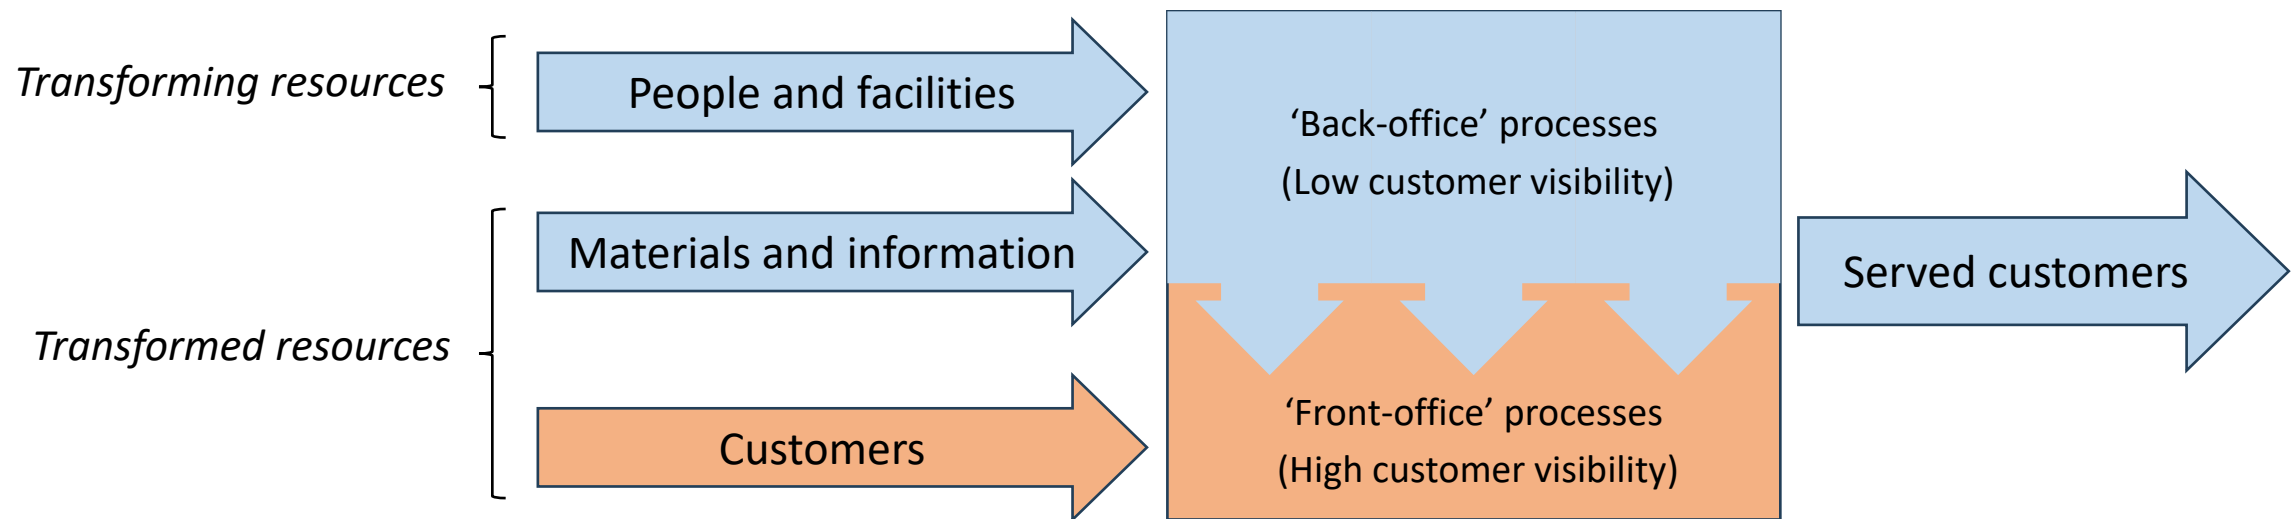 Transforming resources
People and facilities
Materials and information
Transformed resources
Customers
‘Back-office’ processes
(Low customer visibility)
‘Front-office’ processes
(High customer visibility)
Served customers